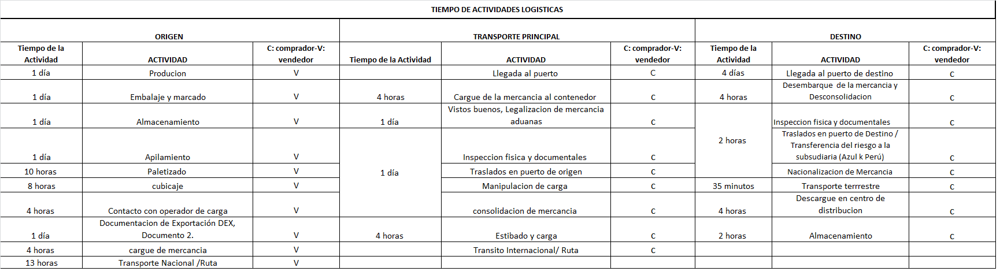 TIEMPO DE ACTIVIDADES LOGISTICAS
ORIGEN TRANSPORTE PRINCIPAL DESTINO
Tiempo de la Actividad ACTIVIDAD C: comprador-V: vendedor Tiempo de la Actividad ACTIVIDAD C: comprador-V: vendedor Tiempo de la Actividad ACTIVIDAD C: comprador-V: vendedor
1 día Producion V Llegada al puerto C 4 días Llegada al puerto de destino C
1 día Embalaje y marcado V 4 horas Cargue de la mercancia al contenedor C 4 horas Desembarque de la mercancia y Desconsolidacion C
1 día Almacenamiento V 1 día Vistos buenos, Legalizacion de mercancia aduanas C 2 horas Inspeccion fisica y documentales C
1 día Apilamiento V 1 día Inspeccion fisica y documentales C Traslados en puerto de Destino / Transferencia del riesgo a la subsudiaria (Azul k Perú) C
10 horas Paletizado V Traslados en puerto de origen C Nacionalizacion de Mercancia C
8 horas cubicaje V Manipulacion de carga C 35 minutos Transporte terrrestre C
4 horas Contacto con operador de carga V consolidacion de mercancia C 4 horas Descargue en centro de distribucion C
1 día Documentacion de Exportación DEX, Documento 2. V 4 horas Estibado y carga C 2 horas Almacenamiento C
4 horas cargue de mercancia V Transito Internacional/ Ruta C
13 horas Transporte Nacional /Ruta V